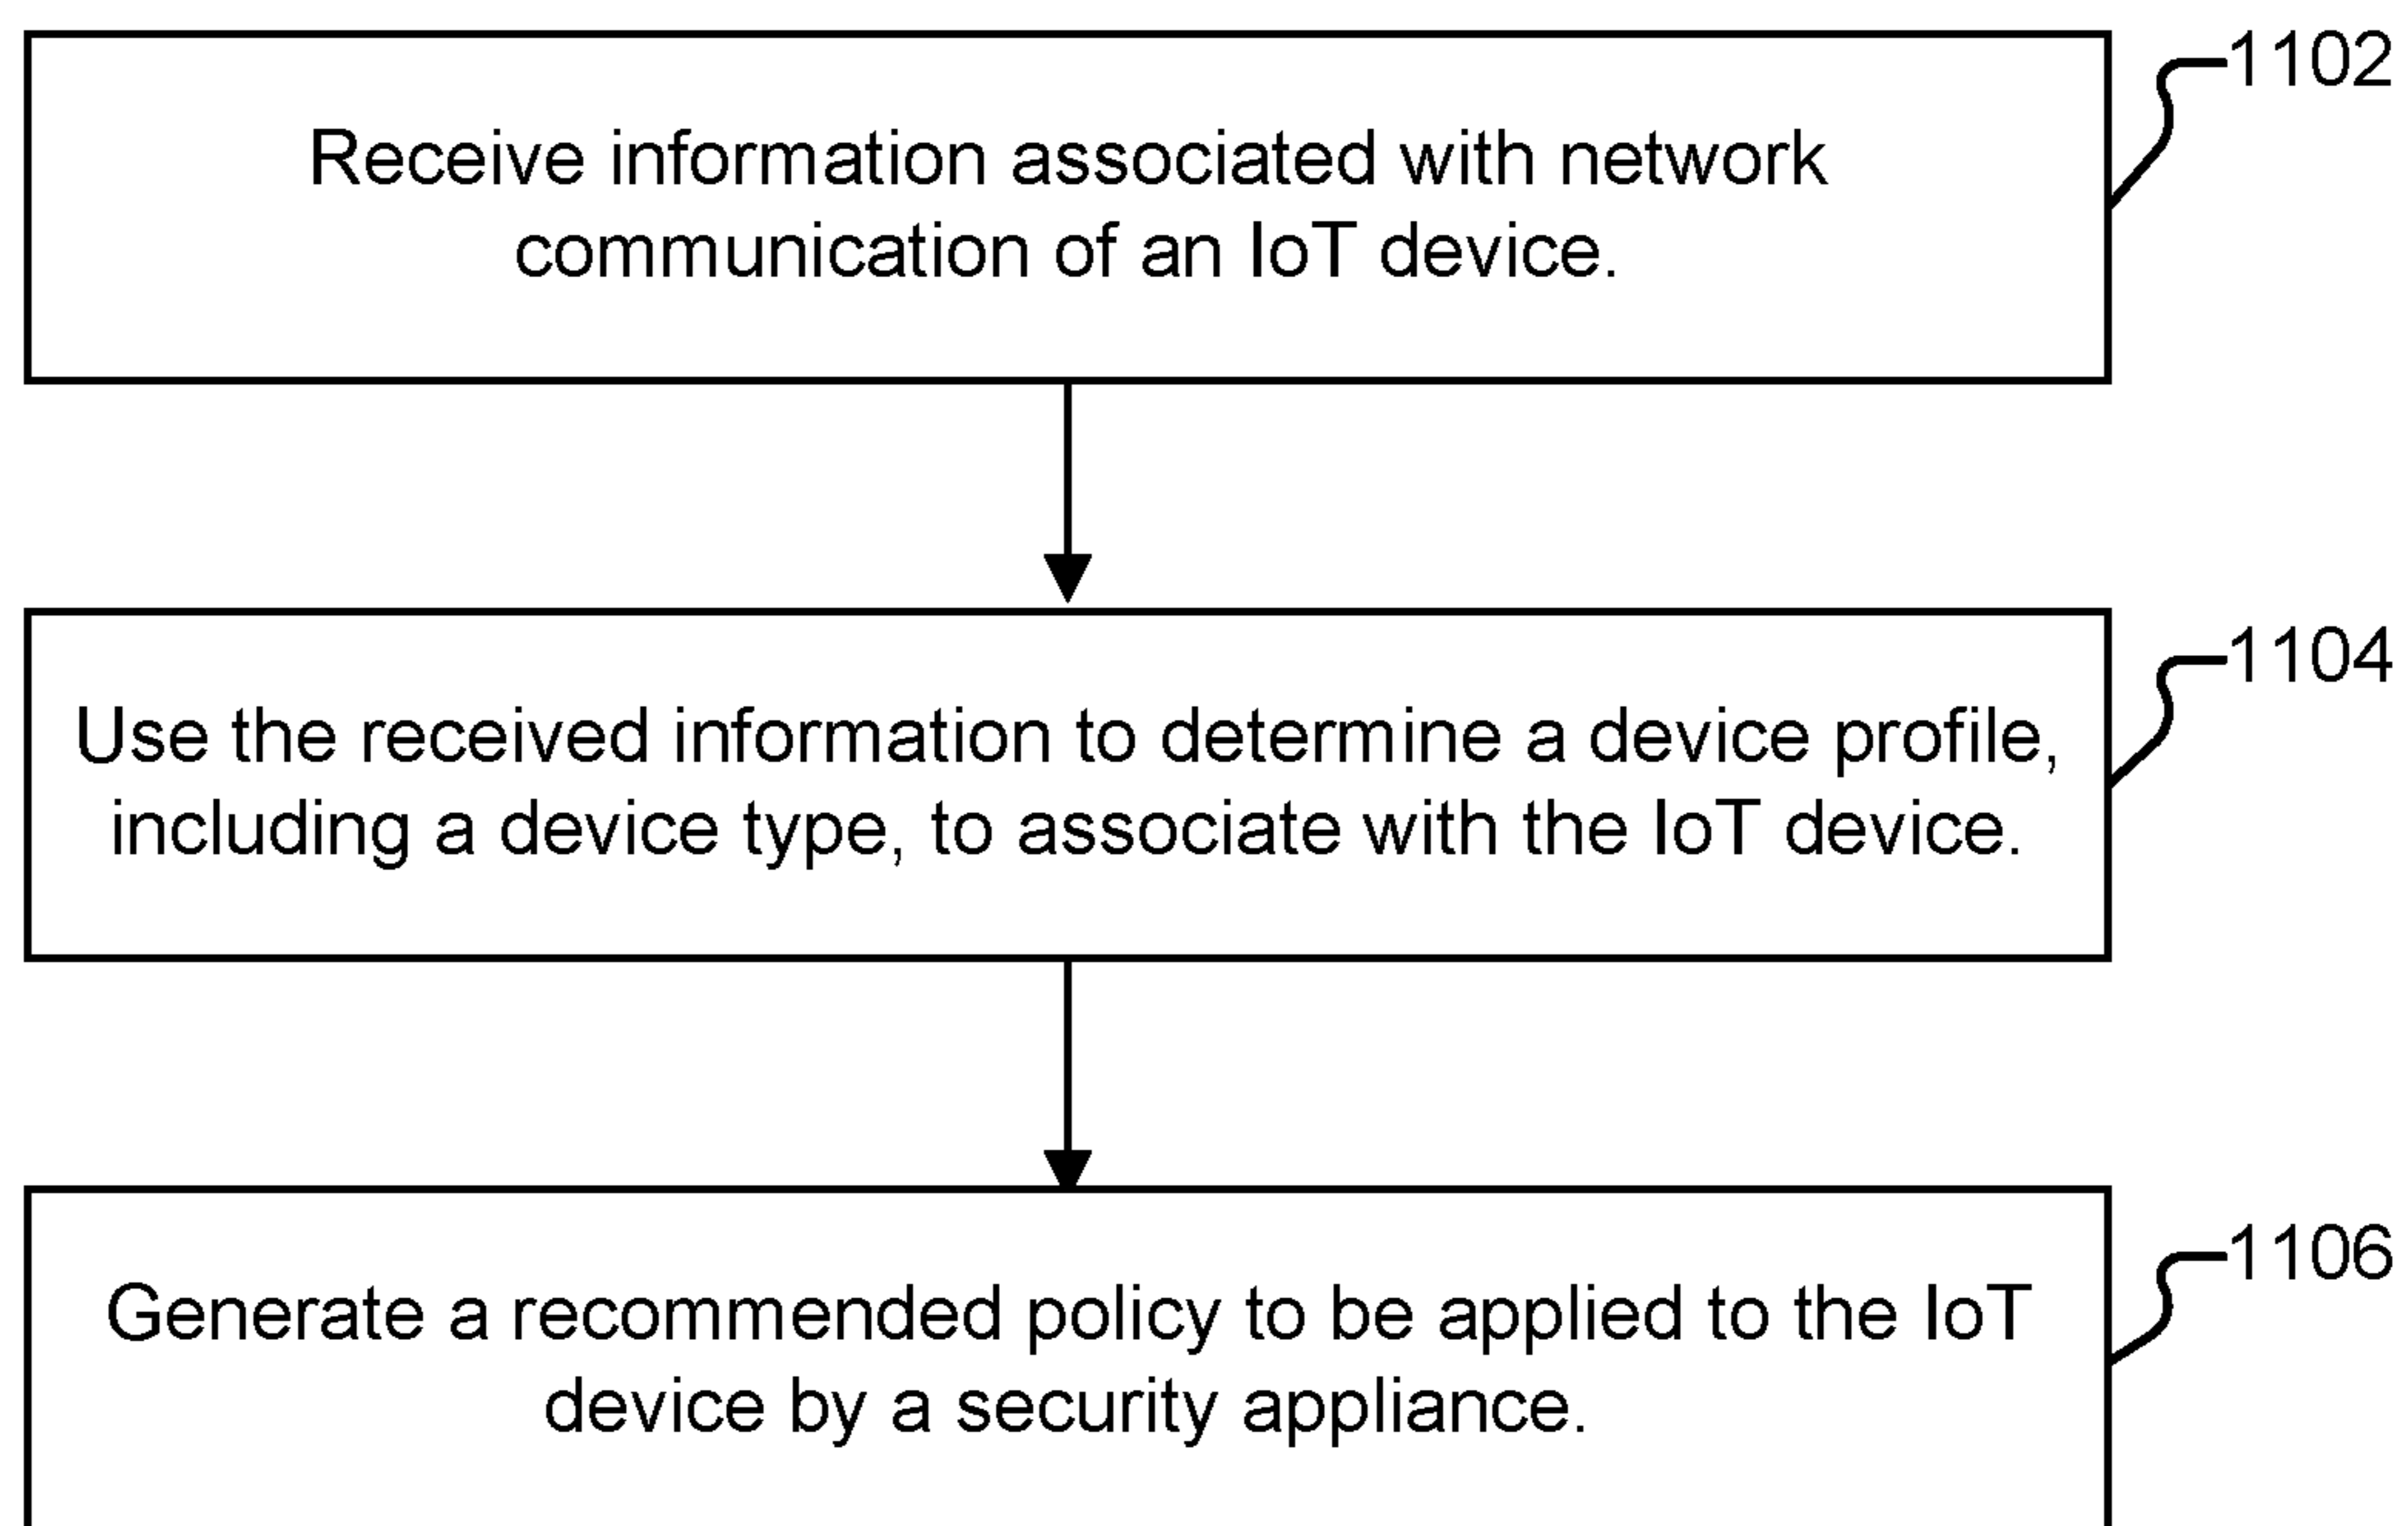 1102
Receive information associated with network
communication of an IoT device.
1104
Use the received information to determine a device profile,
including a device type, to associate with the IoT device.
1106
Generate a recommended policy to be applied to the IoT
device by a security appliance.